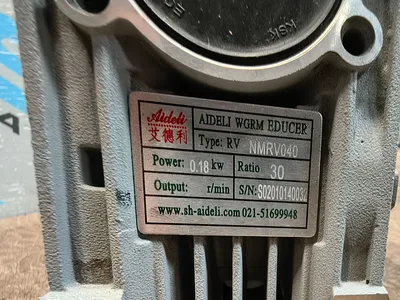 KSK
Aideli
艾德利
AIDELI WGRM EDUCER
Type: RV NMRV040
Power: 0.18 kw Ratio 30
Output: r/min S/N: S02010140032
www.sh-aideli.com 021-51699948